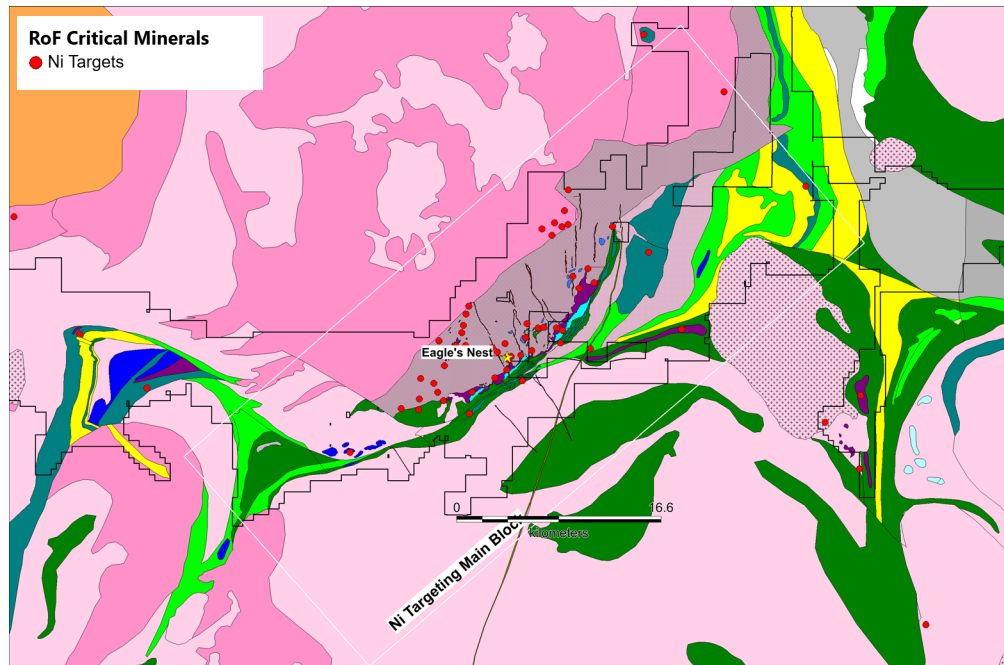 RoF Critical Minerals
Ni Targets
Eagle's Nest
0 16.6
kilometers
Ni Targeting Main Block